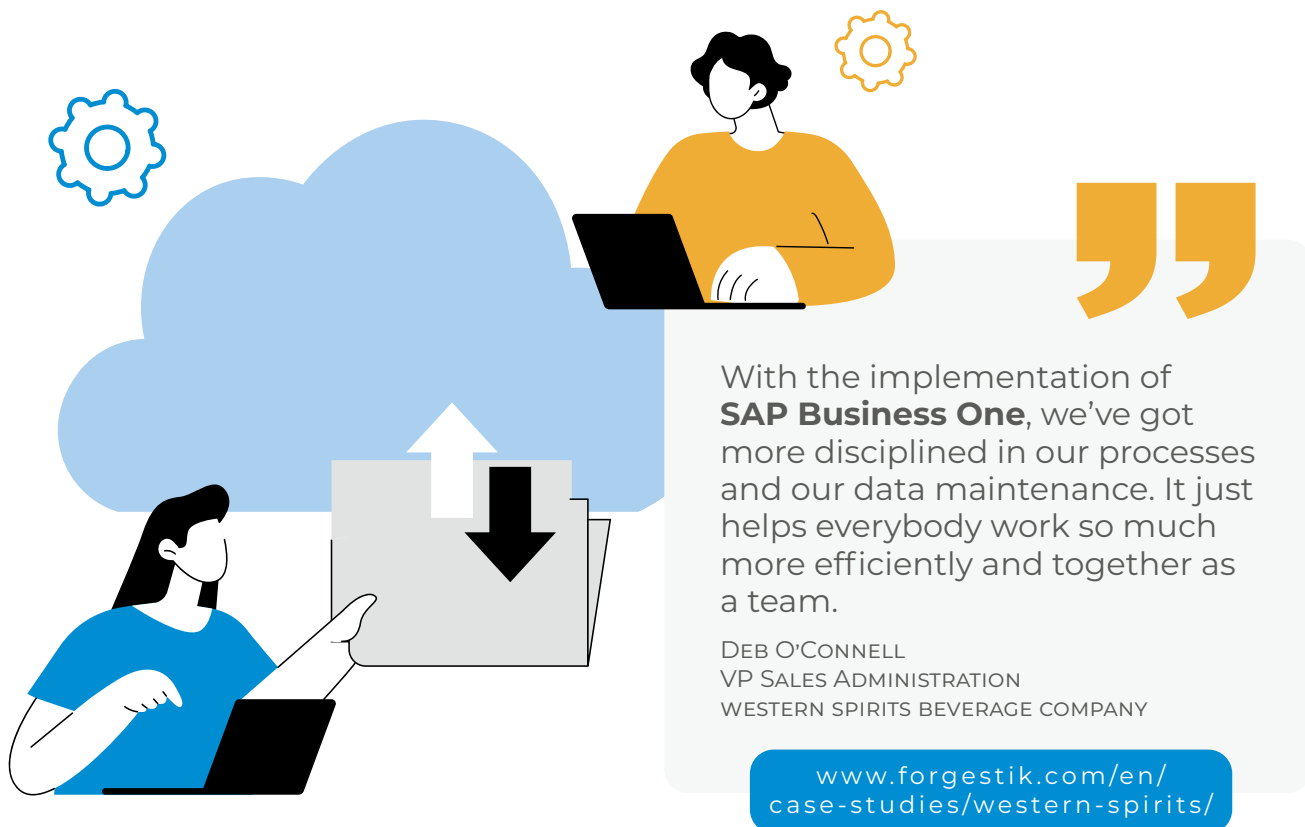 With the implementation of
SAP Business One, we’ve got
more disciplined in our processes
and our data maintenance. It just
helps everybody work so much
more efficiently and together as
a team.
Deb O’Connell
VP Sales Administration
western spirits beverage company
www.forgestik.com/en/
case-studies/western-spirits/